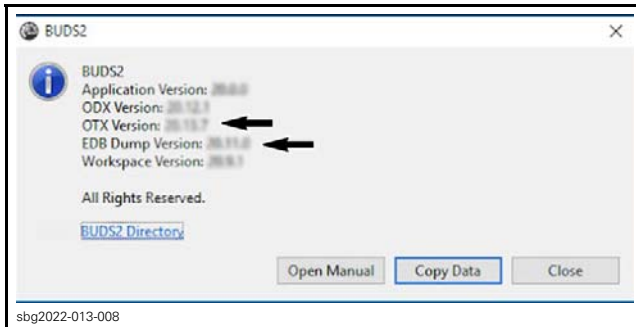 BUDS2
BUDS2
Application Version:
ODX Version:
OTX Version:
EDB Dump Version:
Workspace Version:
All Rights Reserved.
BUDS2 Directory
Open Manual Copy Data Close
sbg2022-013-008